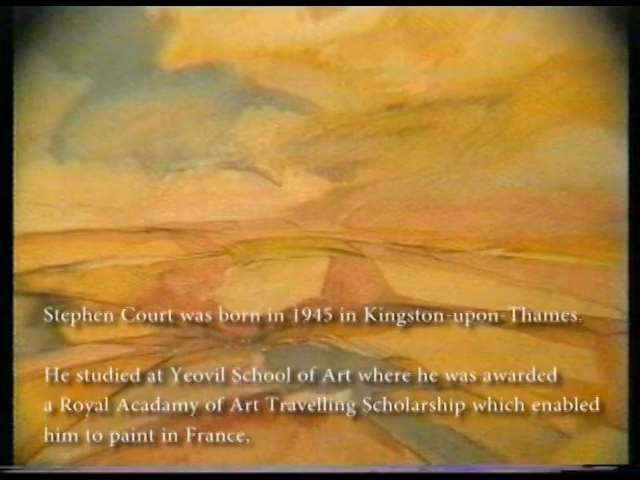 Stephen Court was born in 1945 in Kingston-upon-Thames.
He studied at Yeovil School of Art where he was awarded
a Royal Acadamy of Art Travelling Scholarship which enabled
him to paint in France,